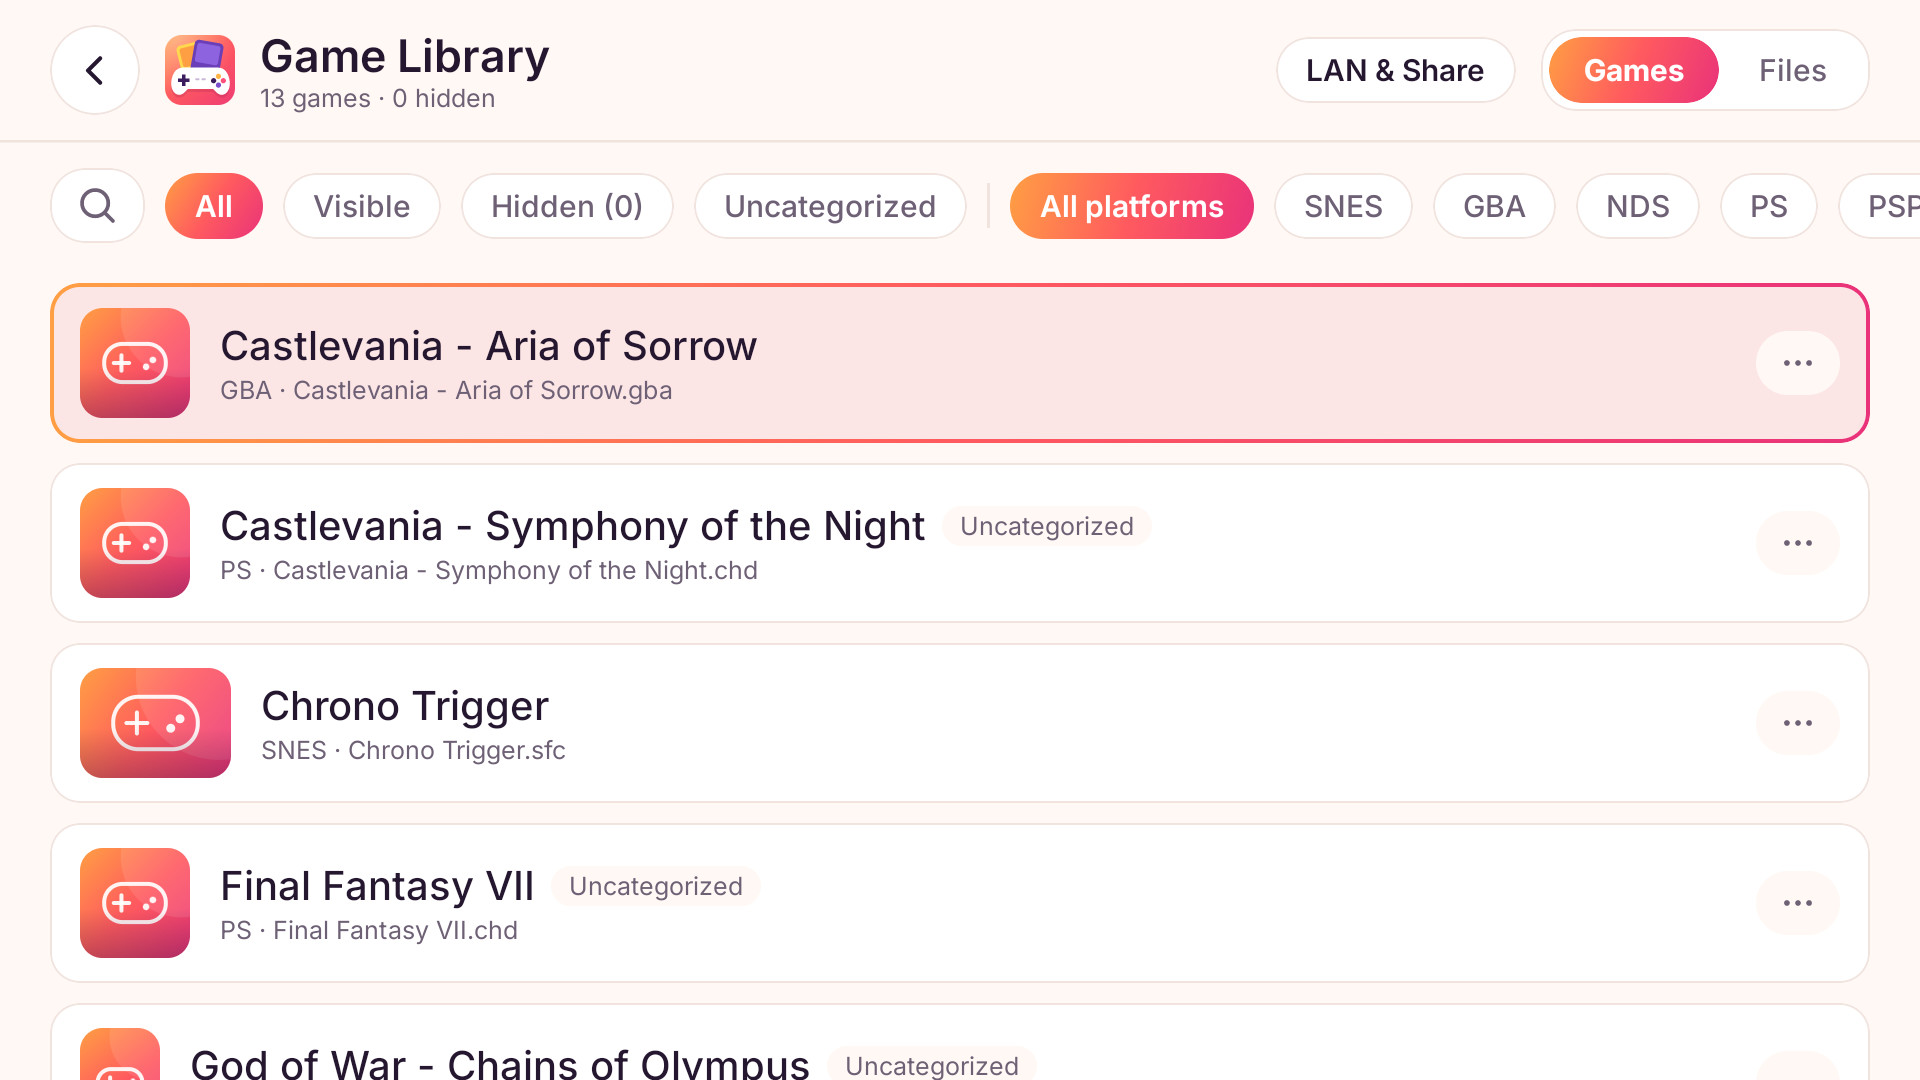 Game Library
13 games · 0 hidden
LAN & Share
Games
Files
All
Visible
Hidden (0)
Uncategorized
All platforms
SNES
GBA
NDS
PS
PSP
Castlevania - Aria of Sorrow
GBA · Castlevania - Aria of Sorrow.gba
Castlevania - Symphony of the Night Uncategorized
PS · Castlevania - Symphony of the Night.chd
Chrono Trigger
SNES · Chrono Trigger.sfc
Final Fantasy VII Uncategorized
PS · Final Fantasy VII.chd
God of War - Chains of Olympus Uncategorized